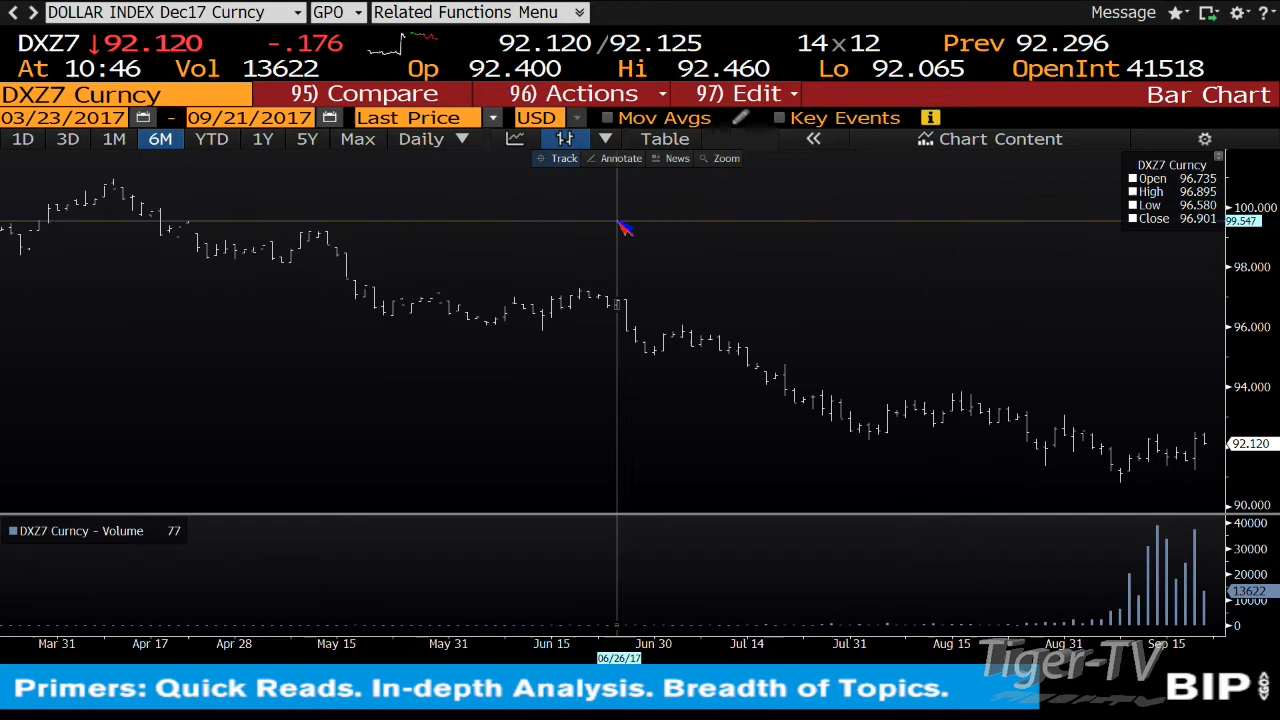 DOLLAR INDEX Dec17 Curncy GPO Related Functions Menu Message ?
DXZ7 ↓92.120 -.176 92.120/92.125 14x12 Prev 92.296
At 10:46 Vol 13622 Op 92.400 Hi 92.460 Lo 92.065 OpenInt 41518
DXZ7 Curncy 95) Compare 96) Actions 97) Edit Bar Chart
03/23/2017 - 09/21/2017 Last Price USD Mov Avgs Key Events i
1D 3D 1M 6M YTD 1Y 5Y Max Daily Table « Chart Content
Track Annotate News Zoom
DXZ7 Curncy
Open 96.735
High 96.895
Low 96.580
Close 96.901
100.000
99.547
98.000
96.000
94.000
92.120
90.000
DXZ7 Curncy - Volume 77
40000
30000
20000
13622
10000
0
Mar 31 Apr 17 Apr 28 May 15 May 31 Jun 15 Jun 30 Jul 14 Jul 31 Aug 15 Aug 31 Sep 15
06/26/17
Tiger-TV
Primers: Quick Reads. In-depth Analysis. Breadth of Topics.
BIP GO